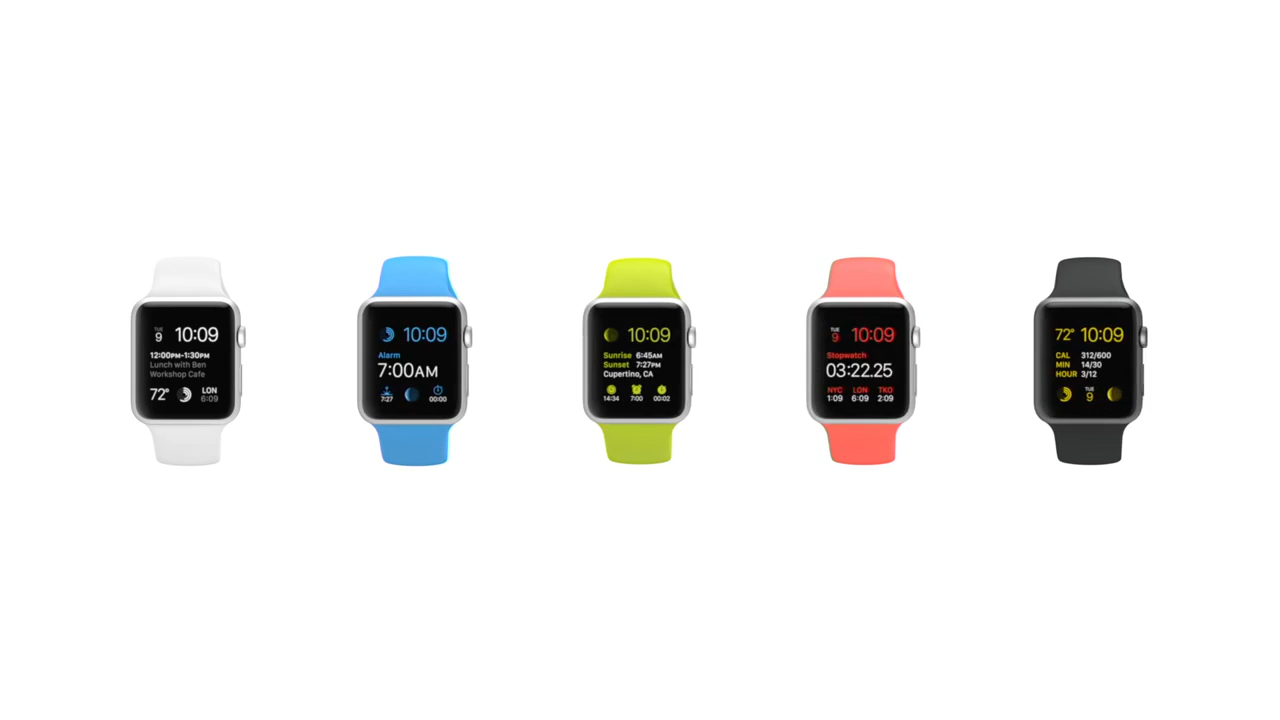 TUE
9
10:09
12:00PM-1:30PM
Lunch with Ben
Workshop Cafe
72°
LON
6:09
10:09
Alarm
7:00AM
7:27
00:00
10:09
Sunrise 6:45AM
Sunset 7:27PM
Cupertino, CA
14:34 7:00 00:02
TUE
9
10:09
Stopwatch
03:22.25
NYC LON TKO
1:09 6:09 2:09
72° 10:09
CAL 312/600
MIN 14/30
HOUR 3/12
TUE
9